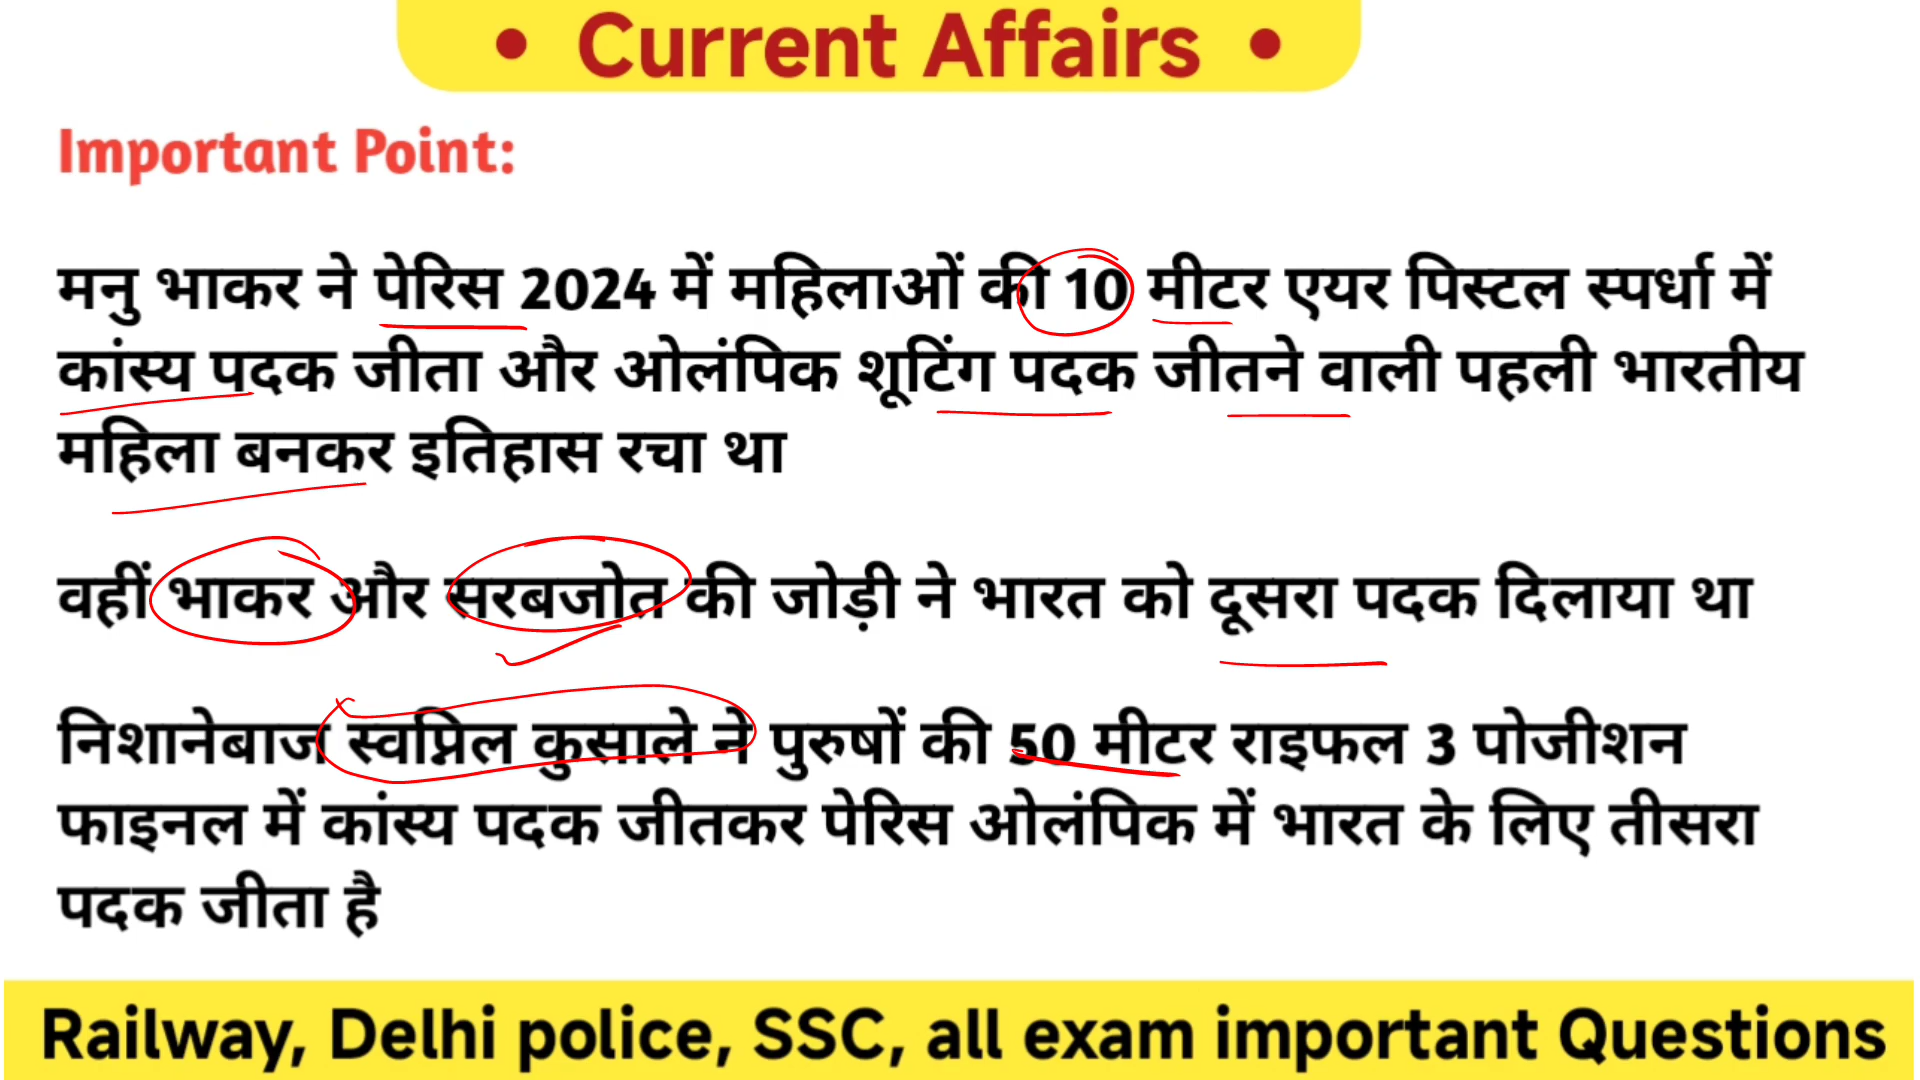 • Current Affairs •
Important Point:
मनु भाकर ने पेरिस 2024 में महिलाओं की 10 मीटर एयर पिस्टल स्पर्धा में
कांस्य पदक जीता और ओलंपिक शूटिंग पदक जीतने वाली पहली भारतीय
महिला बनकर इतिहास रचा था
वहीं भाकर और सरबजोत की जोड़ी ने भारत को दूसरा पदक दिलाया था
निशानेबाज स्वप्निल कुसाले ने पुरुषों की 50 मीटर राइफल 3 पोजीशन
फाइनल में कांस्य पदक जीतकर पेरिस ओलंपिक में भारत के लिए तीसरा
पदक जीता है
Railway, Delhi police, SSC, all exam important Questions